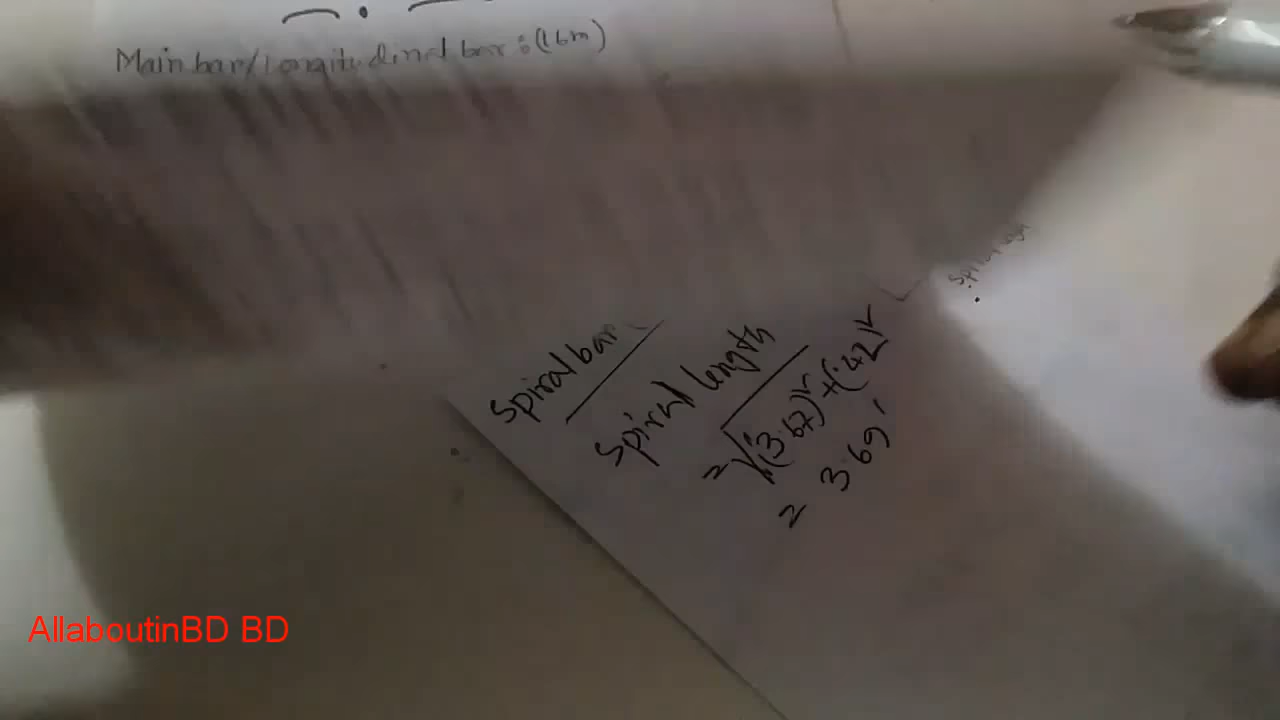 Main bar/Longitudinal bar: (16m)
Spiral bar
Spiral length
= √(3.67)² + (.42)²
= 3.69'
AllaboutinBD BD